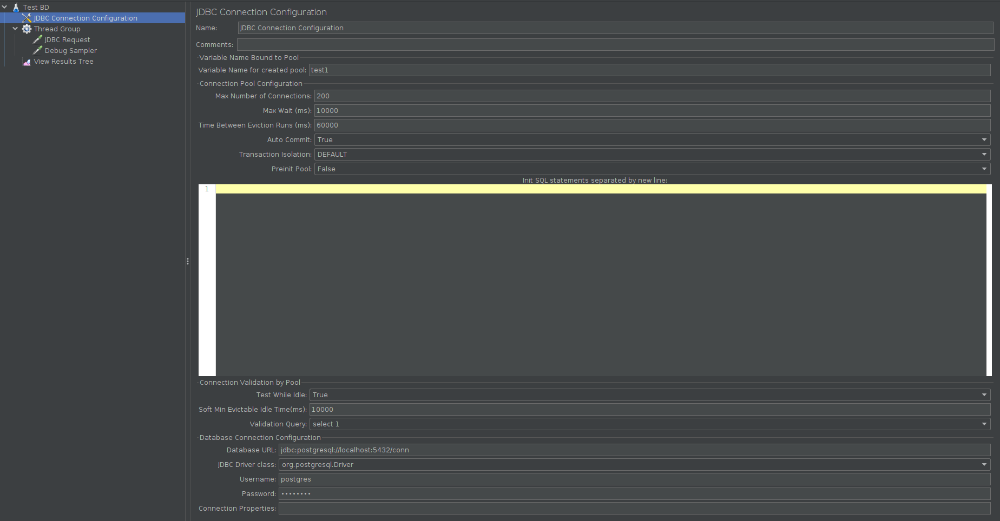 Test BD
JDBC Connection Configuration
Thread Group
JDBC Request
Debug Sampler
View Results Tree
JDBC Connection Configuration
Name: JDBC Connection Configuration
Comments:
Variable Name Bound to Pool
Variable Name for created pool: test1
Connection Pool Configuration
Max Number of Connections: 200
Max Wait (ms): 10000
Time Between Eviction Runs (ms): 60000
Auto Commit: True
Transaction Isolation: DEFAULT
Preinit Pool: False
Init SQL statements separated by new line:
1
Connection Validation by Pool
Test While Idle: True
Soft Min Evictable Idle Time(ms): 10000
Validation Query: select 1
Database Connection Configuration
Database URL: jdbc:postgresql://localhost:5432/conn
JDBC Driver class: org.postgresql.Driver
Username: postgres
Password: ••••••••
Connection Properties: